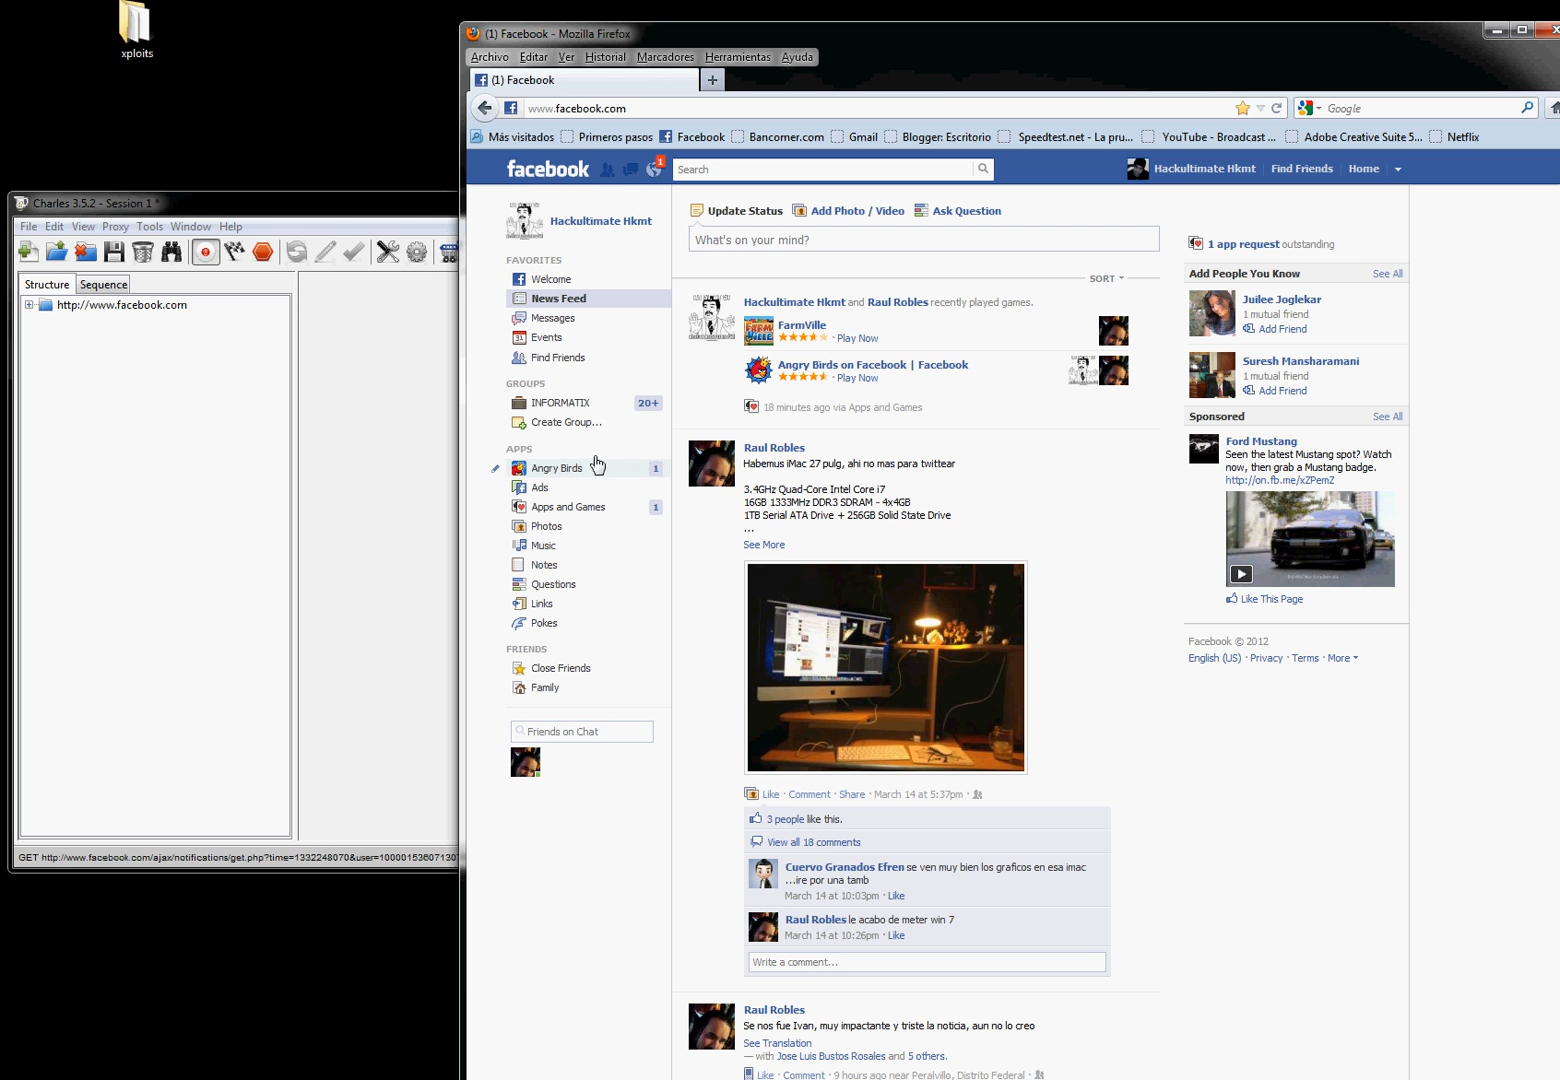 xploits
(1) Facebook - Mozilla Firefox
Archivo Editar Ver Historial Marcadores Herramientas Ayuda
(1) Facebook
www.facebook.com
Google
Más visitados Primeros pasos Facebook Bancomer.com Gmail Blogger: Escritorio Speedtest.net - La pru... YouTube - Broadcast ... Adobe Creative Suite 5... Netflix
facebook
1
Search
Hackultimate Hkmt Find Friends Home
Charles 3.5.2 - Session 1 *
File Edit View Proxy Tools Window Help
Structure Sequence
http://www.facebook.com
GET http://www.facebook.com/ajax/notifications/get.php?time=1332248070&user=100001536071307
Hackultimate Hkmt
FAVORITES
Welcome
News Feed
Messages
Events
Find Friends
GROUPS
INFORMATIX 20+
Create Group...
APPS
Angry Birds 1
Ads
Apps and Games 1
Photos
Music
Notes
Questions
Links
Pokes
FRIENDS
Close Friends
Family
Friends on Chat
Update Status Add Photo / Video Ask Question
What's on your mind?
SORT
Hackultimate Hkmt and Raul Robles recently played games.
FarmVille
· Play Now
Angry Birds on Facebook | Facebook
· Play Now
18 minutes ago via Apps and Games
Raul Robles
Habemus iMac 27 pulg, ahi no mas para twittear
3.4GHz Quad-Core Intel Core i7
16GB 1333MHz DDR3 SDRAM - 4x4GB
1TB Serial ATA Drive + 256GB Solid State Drive
...
See More
Like · Comment · Share · March 14 at 5:37pm ·
3 people like this.
View all 18 comments
Cuervo Granados Efren se ven muy bien los graficos en esa imac
...ire por una tamb
March 14 at 10:03pm · Like
Raul Robles le acabo de meter win 7
March 14 at 10:26pm · Like
Write a comment...
Raul Robles
Se nos fue Ivan, muy impactante y triste la noticia, aun no lo creo
See Translation
— with Jose Luis Bustos Rosales and 5 others.
Like · Comment · 9 hours ago near Peralvillo, Distrito Federal ·
1 app request outstanding
Add People You Know See All
Juilee Joglekar
1 mutual friend
Add Friend
Suresh Mansharamani
1 mutual friend
Add Friend
Sponsored See All
Ford Mustang
Seen the latest Mustang spot? Watch
now, then grab a Mustang badge.
http://on.fb.me/xZPemZ
Like This Page
Facebook © 2012
English (US) · Privacy · Terms · More